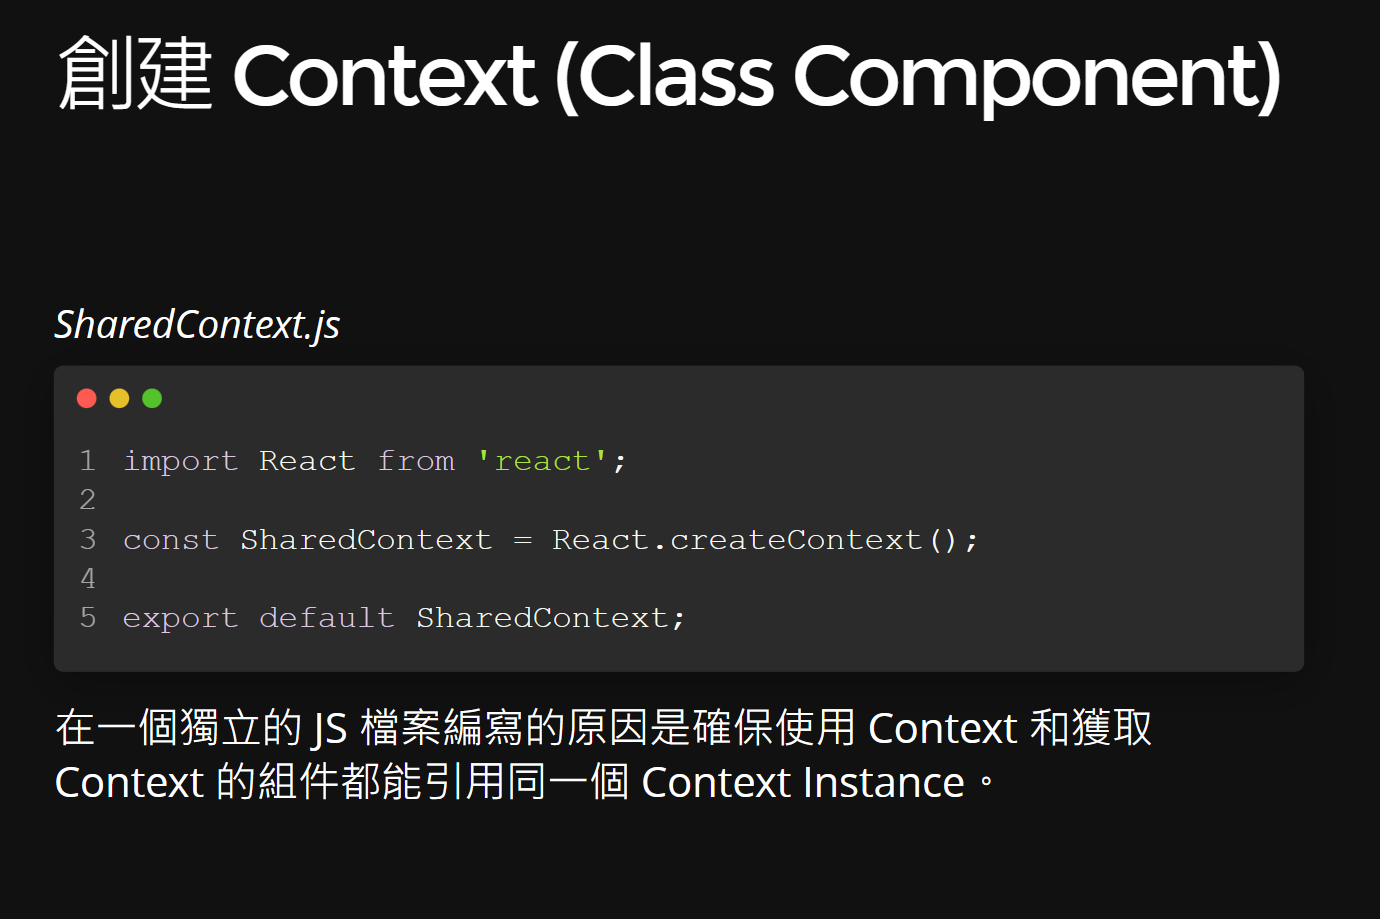 創建 Context (Class Component)
SharedContext.js
1 import React from 'react';
2
3 const SharedContext = React.createContext();
4
5 export default SharedContext;
在一個獨立的 JS 檔案編寫的原因是確保使用 Context 和獲取
Context 的組件都能引用同一個 Context Instance。